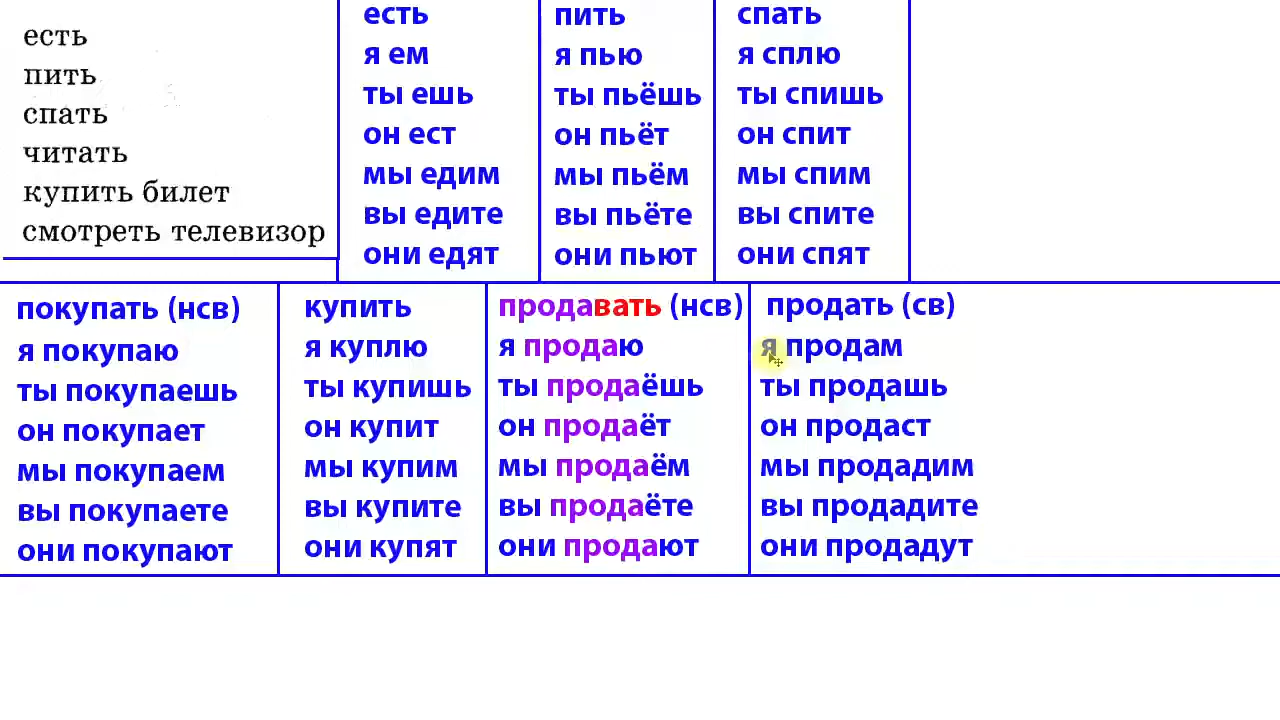 есть
пить
спать
читать
купить билет
смотреть телевизор
есть
я ем
ты ешь
он ест
мы едим
вы едите
они едят
пить
я пью
ты пьёшь
он пьёт
мы пьём
вы пьёте
они пьют
спать
я сплю
ты спишь
он спит
мы спим
вы спите
они спят
покупать (нсв)
я покупаю
ты покупаешь
он покупает
мы покупаем
вы покупаете
они покупают
купить
я куплю
ты купишь
он купит
мы купим
вы купите
они купят
продавать (нсв)
я продаю
ты продаёшь
он продаёт
мы продаём
вы продаёте
они продают
продать (св)
я продам
ты продашь
он продаст
мы продадим
вы продадите
они продадут